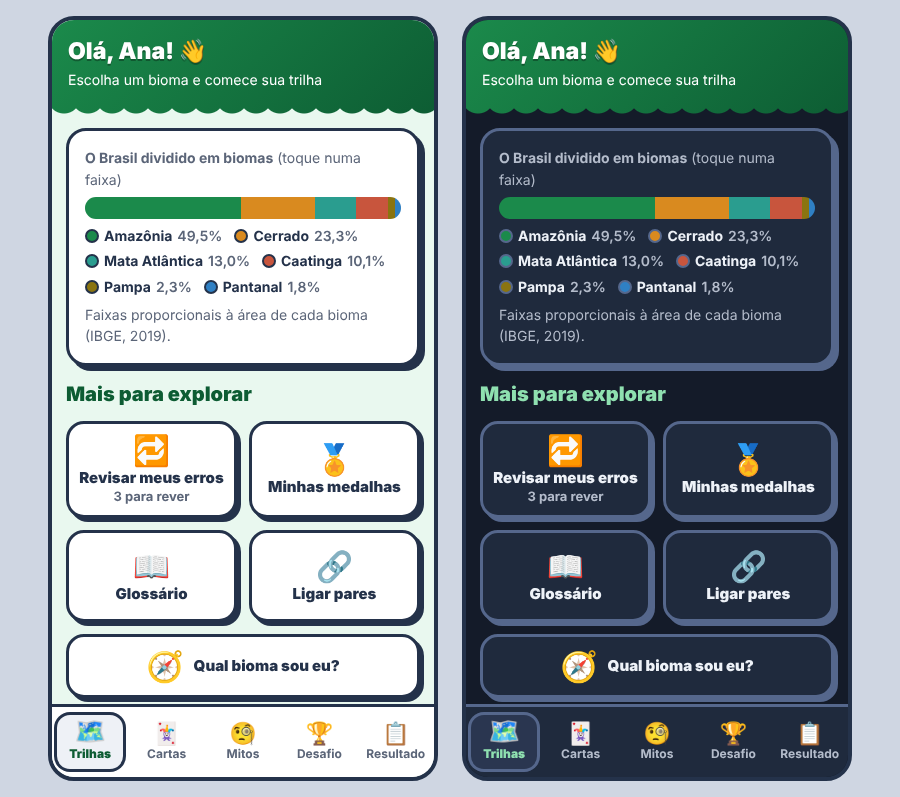 Olá, Ana! 👋
Escolha um bioma e comece sua trilha
O Brasil dividido em biomas (toque numa
faixa)
Amazônia 49,5% Cerrado 23,3%
Mata Atlântica 13,0% Caatinga 10,1%
Pampa 2,3% Pantanal 1,8%
Faixas proporcionais à área de cada bioma
(IBGE, 2019).
Mais para explorar
Revisar meus erros
3 para rever
Minhas medalhas
Glossário
Ligar pares
Qual bioma sou eu?
Trilhas
Cartas
Mitos
Desafio
Resultado
Olá, Ana! 👋
Escolha um bioma e comece sua trilha
O Brasil dividido em biomas (toque numa
faixa)
Amazônia 49,5% Cerrado 23,3%
Mata Atlântica 13,0% Caatinga 10,1%
Pampa 2,3% Pantanal 1,8%
Faixas proporcionais à área de cada bioma
(IBGE, 2019).
Mais para explorar
Revisar meus erros
3 para rever
Minhas medalhas
Glossário
Ligar pares
Qual bioma sou eu?
Trilhas
Cartas
Mitos
Desafio
Resultado